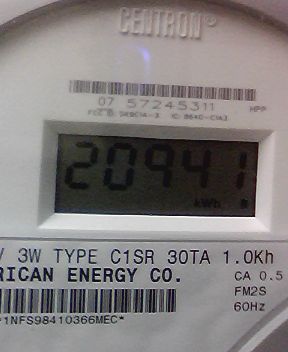 CENTRON®
07 57245311 HPP
20941
kWh
V 3W TYPE C1SR 30TA 1.0Kh
RICAN ENERGY CO. CA 0.5
FM2S
*1NFS98410366MEC* 60Hz